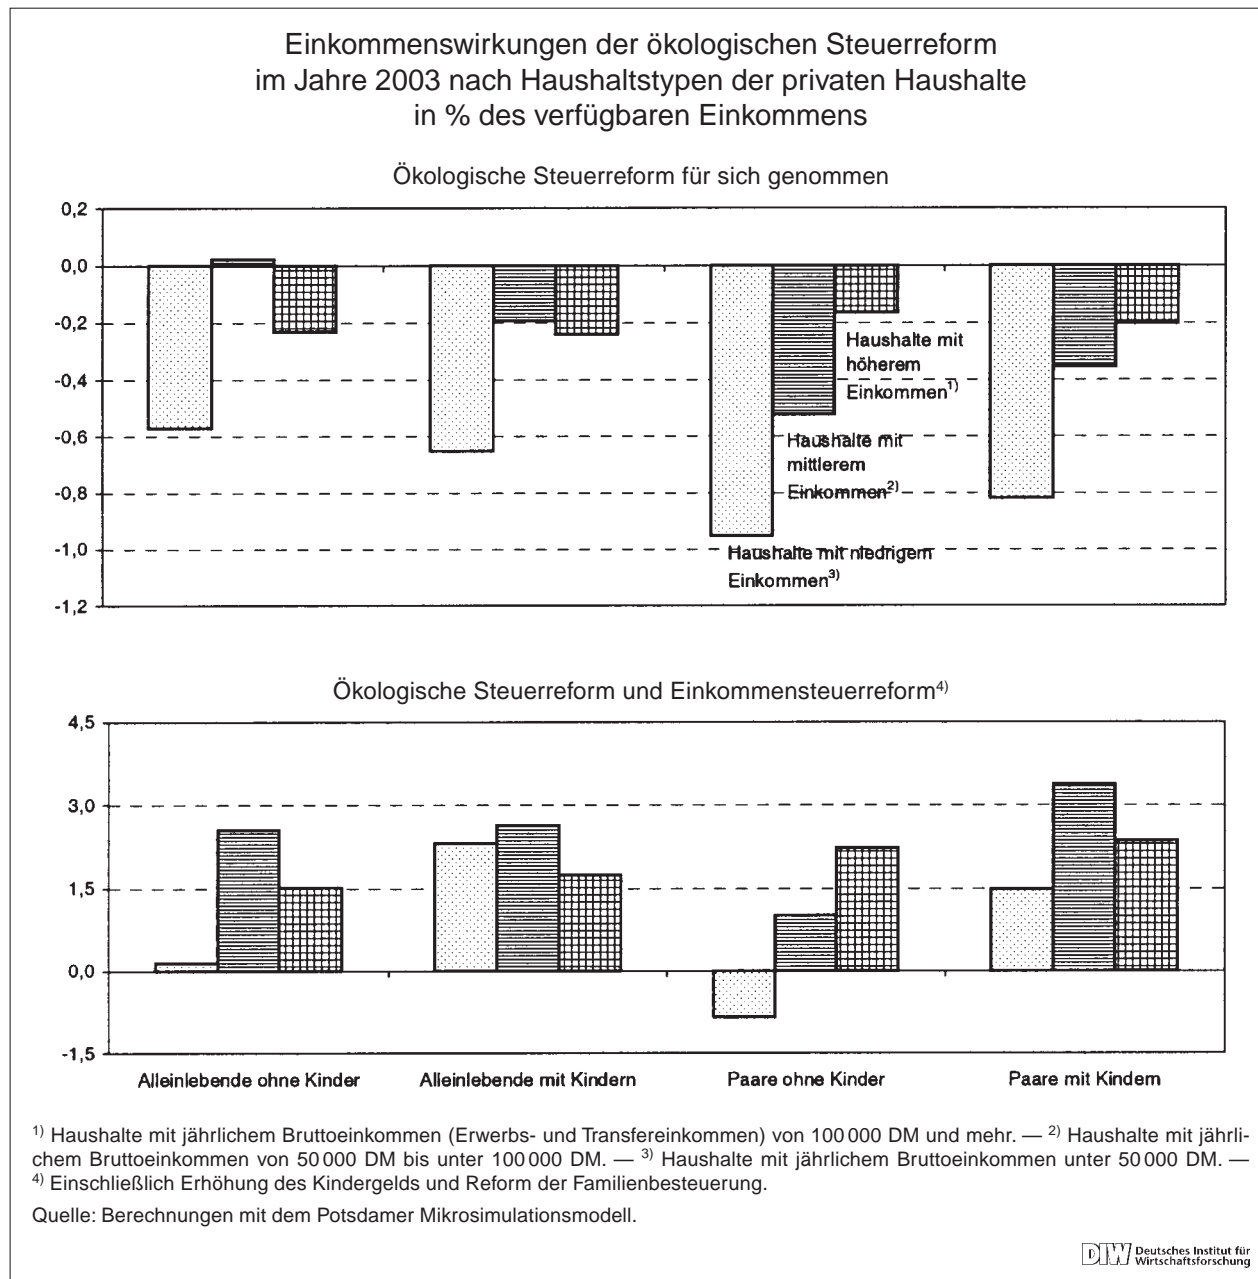 Einkommenswirkungen der ökologischen Steuerreform
im Jahre 2003 nach Haushaltstypen der privaten Haushalte
in % des verfügbaren Einkommens
Ökologische Steuerreform für sich genommen
0,2
0,0
-0,2
-0,4
-0,6
-0,8
-1,0
-1,2
Haushalte mit
höherem
Einkommen1)
Haushalte mit
mittlerem
Einkommen2)
Haushalte mit niedrigem
Einkommen3)
Ökologische Steuerreform und Einkommensteuerreform4)
4,5
3,0
1,5
0,0
-1,5
Alleinlebende ohne Kinder Alleinlebende mit Kindern Paare ohne Kinder Paare mit Kindern
1) Haushalte mit jährlichem Bruttoeinkommen (Erwerbs- und Transfereinkommen) von 100 000 DM und mehr. — 2) Haushalte mit jährli-
chem Bruttoeinkommen von 50 000 DM bis unter 100 000 DM. — 3) Haushalte mit jährlichem Bruttoeinkommen unter 50 000 DM. —
4) Einschließlich Erhöhung des Kindergelds und Reform der Familienbesteuerung.
Quelle: Berechnungen mit dem Potsdamer Mikrosimulationsmodell.
DIW Deutsches Institut für
Wirtschaftsforschung